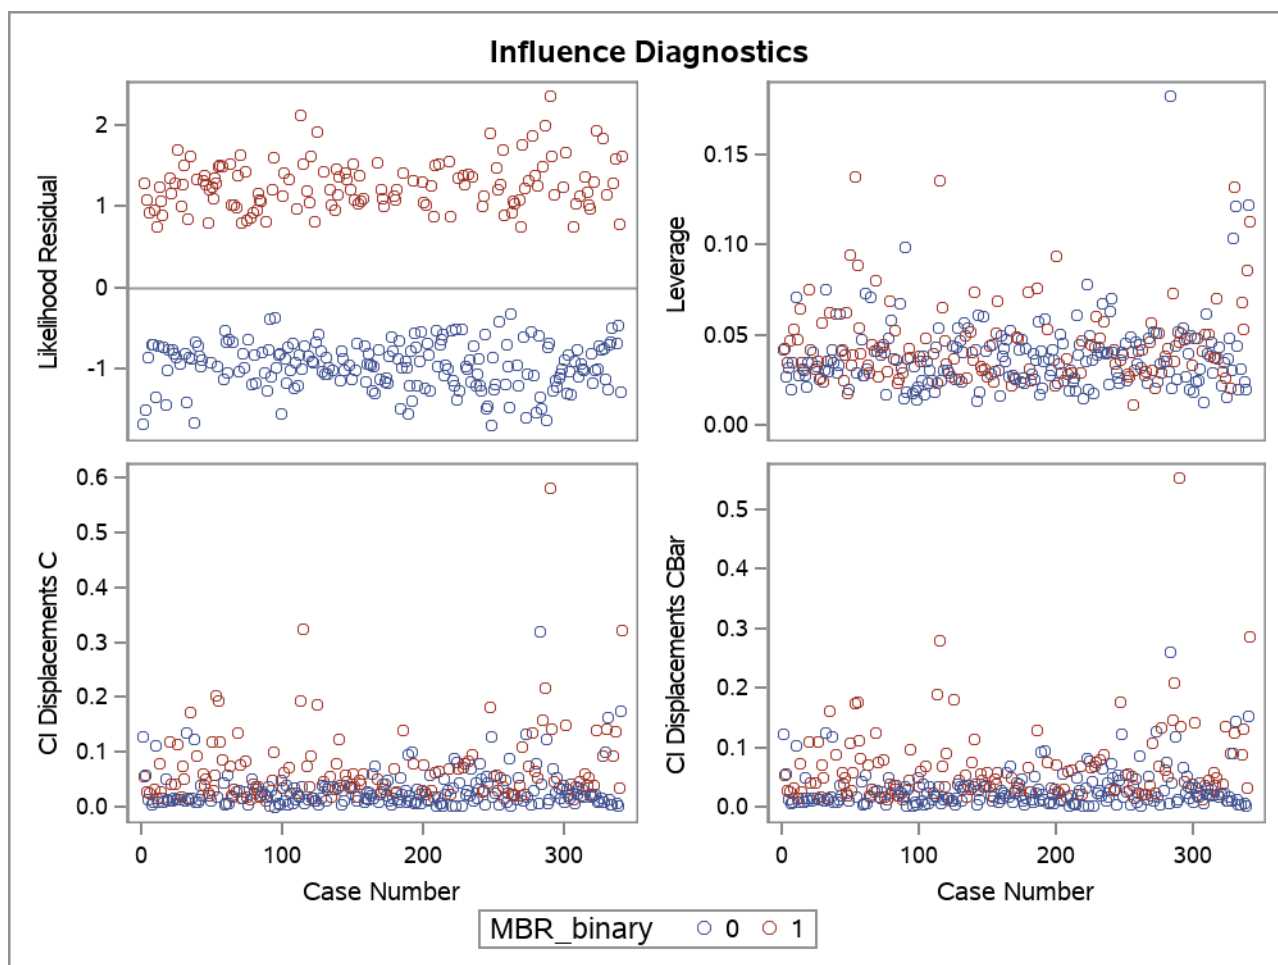 Influence Diagnostics
Likelihood Residual
2
1
0
-1
Leverage
0.15
0.10
0.05
0.00
CI Displacements C
0.6
0.5
0.4
0.3
0.2
0.1
0.0
0 100 200 300
Case Number
CI Displacements CBar
0.5
0.4
0.3
0.2
0.1
0.0
0 100 200 300
Case Number
MBR_binary 0 1